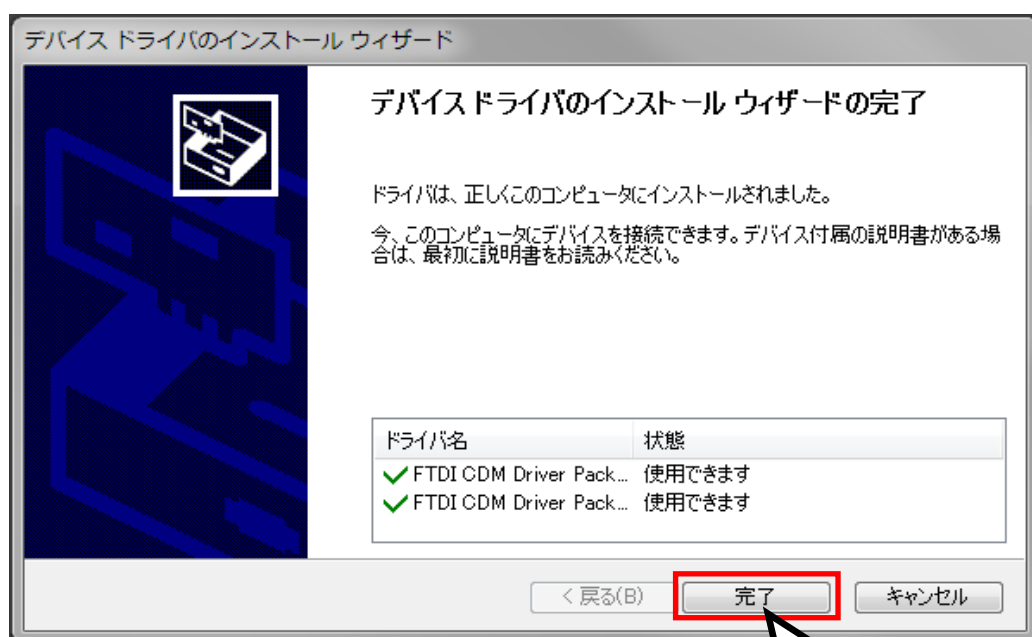 デバイス ドライバのインストール ウィザード
デバイス ドライバのインストール ウィザードの完了
ドライバは、正しくこのコンピュータにインストールされました。
今、このコンピュータにデバイスを接続できます。デバイス付属の説明書がある場
合は、最初に説明書をお読みください。
ドライバ名 状態
FTDI CDM Driver Pack... 使用できます
FTDI CDM Driver Pack... 使用できます
< 戻る(B) 完了 キャンセル